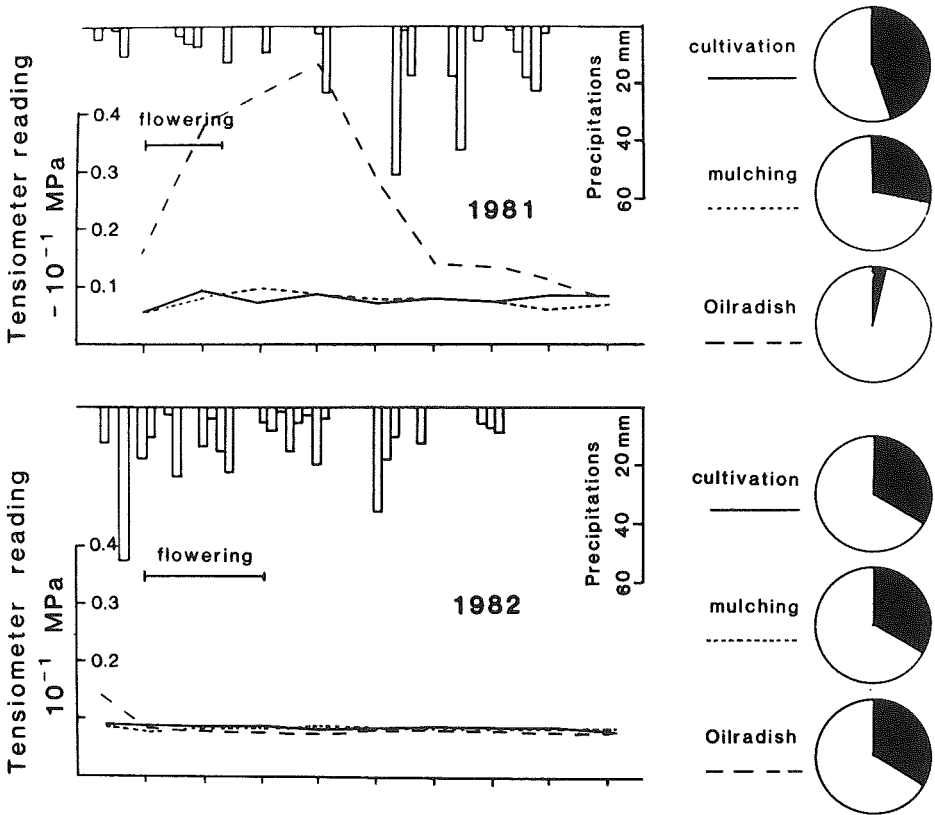 Tensiometer reading
- 10⁻¹ MPa
0.4
0.3
0.2
0.1
flowering
1981
Precipitations
20 mm
40
60
cultivation
mulching
Oilradish
Tensiometer reading
10⁻¹ MPa
0.4
0.3
0.2
flowering
1982
Precipitations
20 mm
40
60
cultivation
mulching
Oilradish